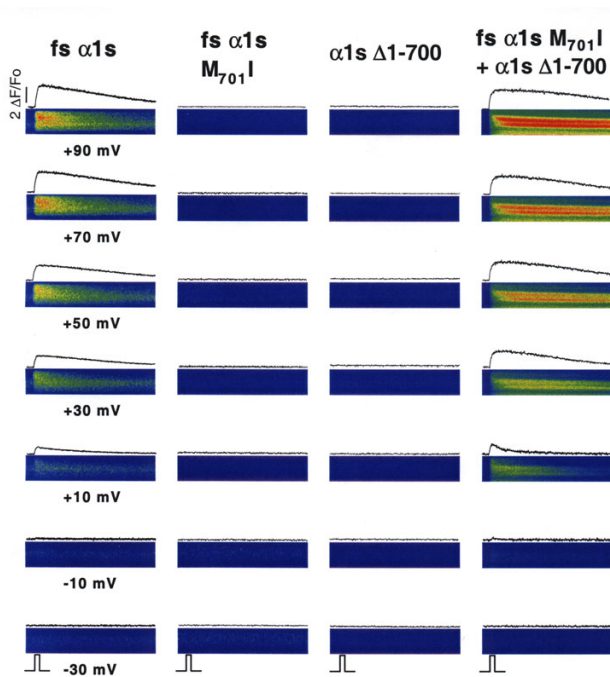 fs α1s
fs α1s
M₇₀₁I
α1s Δ1-700
fs α1s M₇₀₁I
+ α1s Δ1-700
2 ΔF/Fo
+90 mV
+70 mV
+50 mV
+30 mV
+10 mV
-10 mV
-30 mV